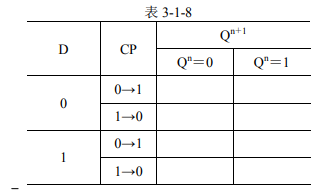 表 3-1-8
D CP Qⁿ⁺¹
Qⁿ＝0 Qⁿ＝1
0 0→1
1→0
1 0→1
1→0